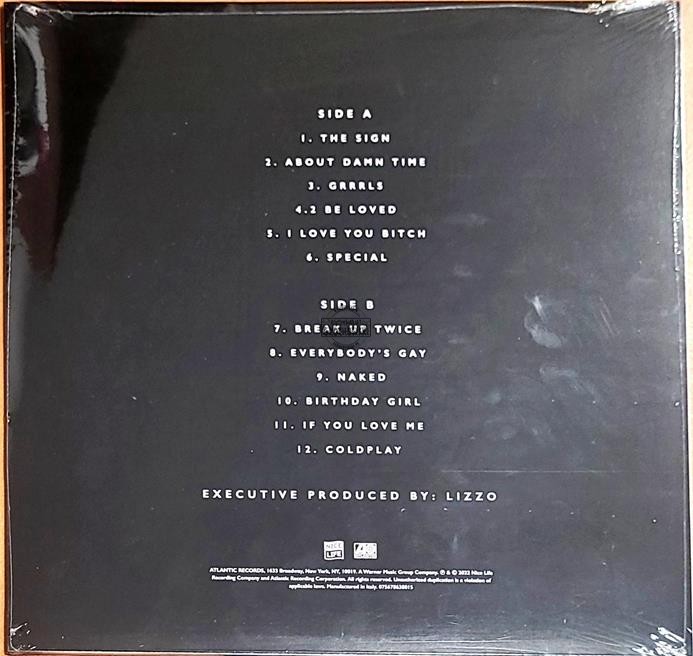 SIDE A
1. THE SIGN
2. ABOUT DAMN TIME
3. GRRRLS
4.2 BE LOVED
5. I LOVE YOU BITCH
6. SPECIAL
SIDE B
7. BREAK UP TWICE
8. EVERYBODY'S GAY
9. NAKED
10. BIRTHDAY GIRL
11. IF YOU LOVE ME
12. COLDPLAY
EXECUTIVE PRODUCED BY: LIZZO
NICE
LIFE
ATLANTIC RECORDS, 1633 Broadway, New York, NY, 10019. A Warner Music Group Company. ℗ & © 2022 Nice Life
Recording Company and Atlantic Recording Corporation. All rights reserved. Unauthorized duplication is a violation of
applicable laws. Manufactured in Italy. 075678630815